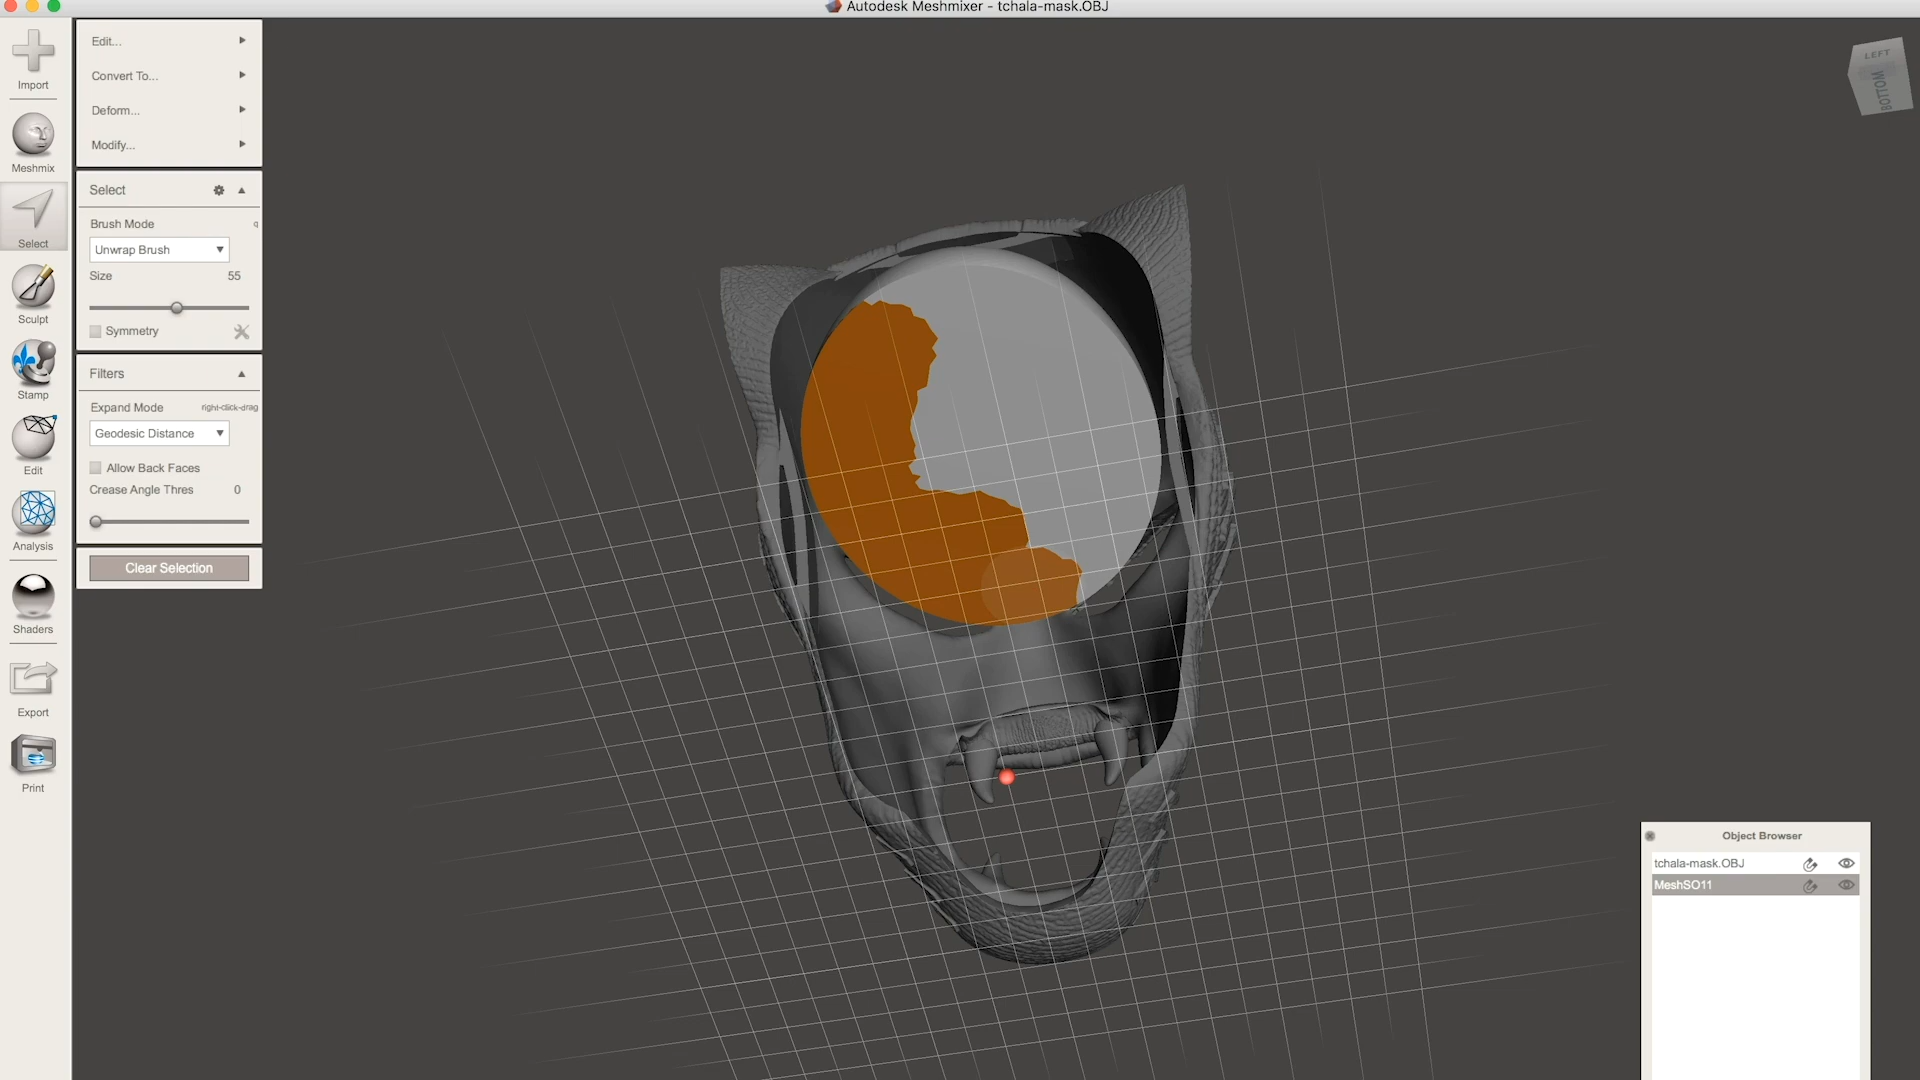 Autodesk Meshmixer - tchala-mask.OBJ
Import
Meshmix
Select
Sculpt
Stamp
Edit
Analysis
Shaders
Export
Print
Edit...
Convert To...
Deform...
Modify...
Select
Brush Mode q
Unwrap Brush
Size 55
Symmetry
Filters
Expand Mode right-click-drag
Geodesic Distance
Allow Back Faces
Crease Angle Thres 0
Clear Selection
LEFT
BOTTOM
Object Browser
tchala-mask.OBJ
MeshSO11